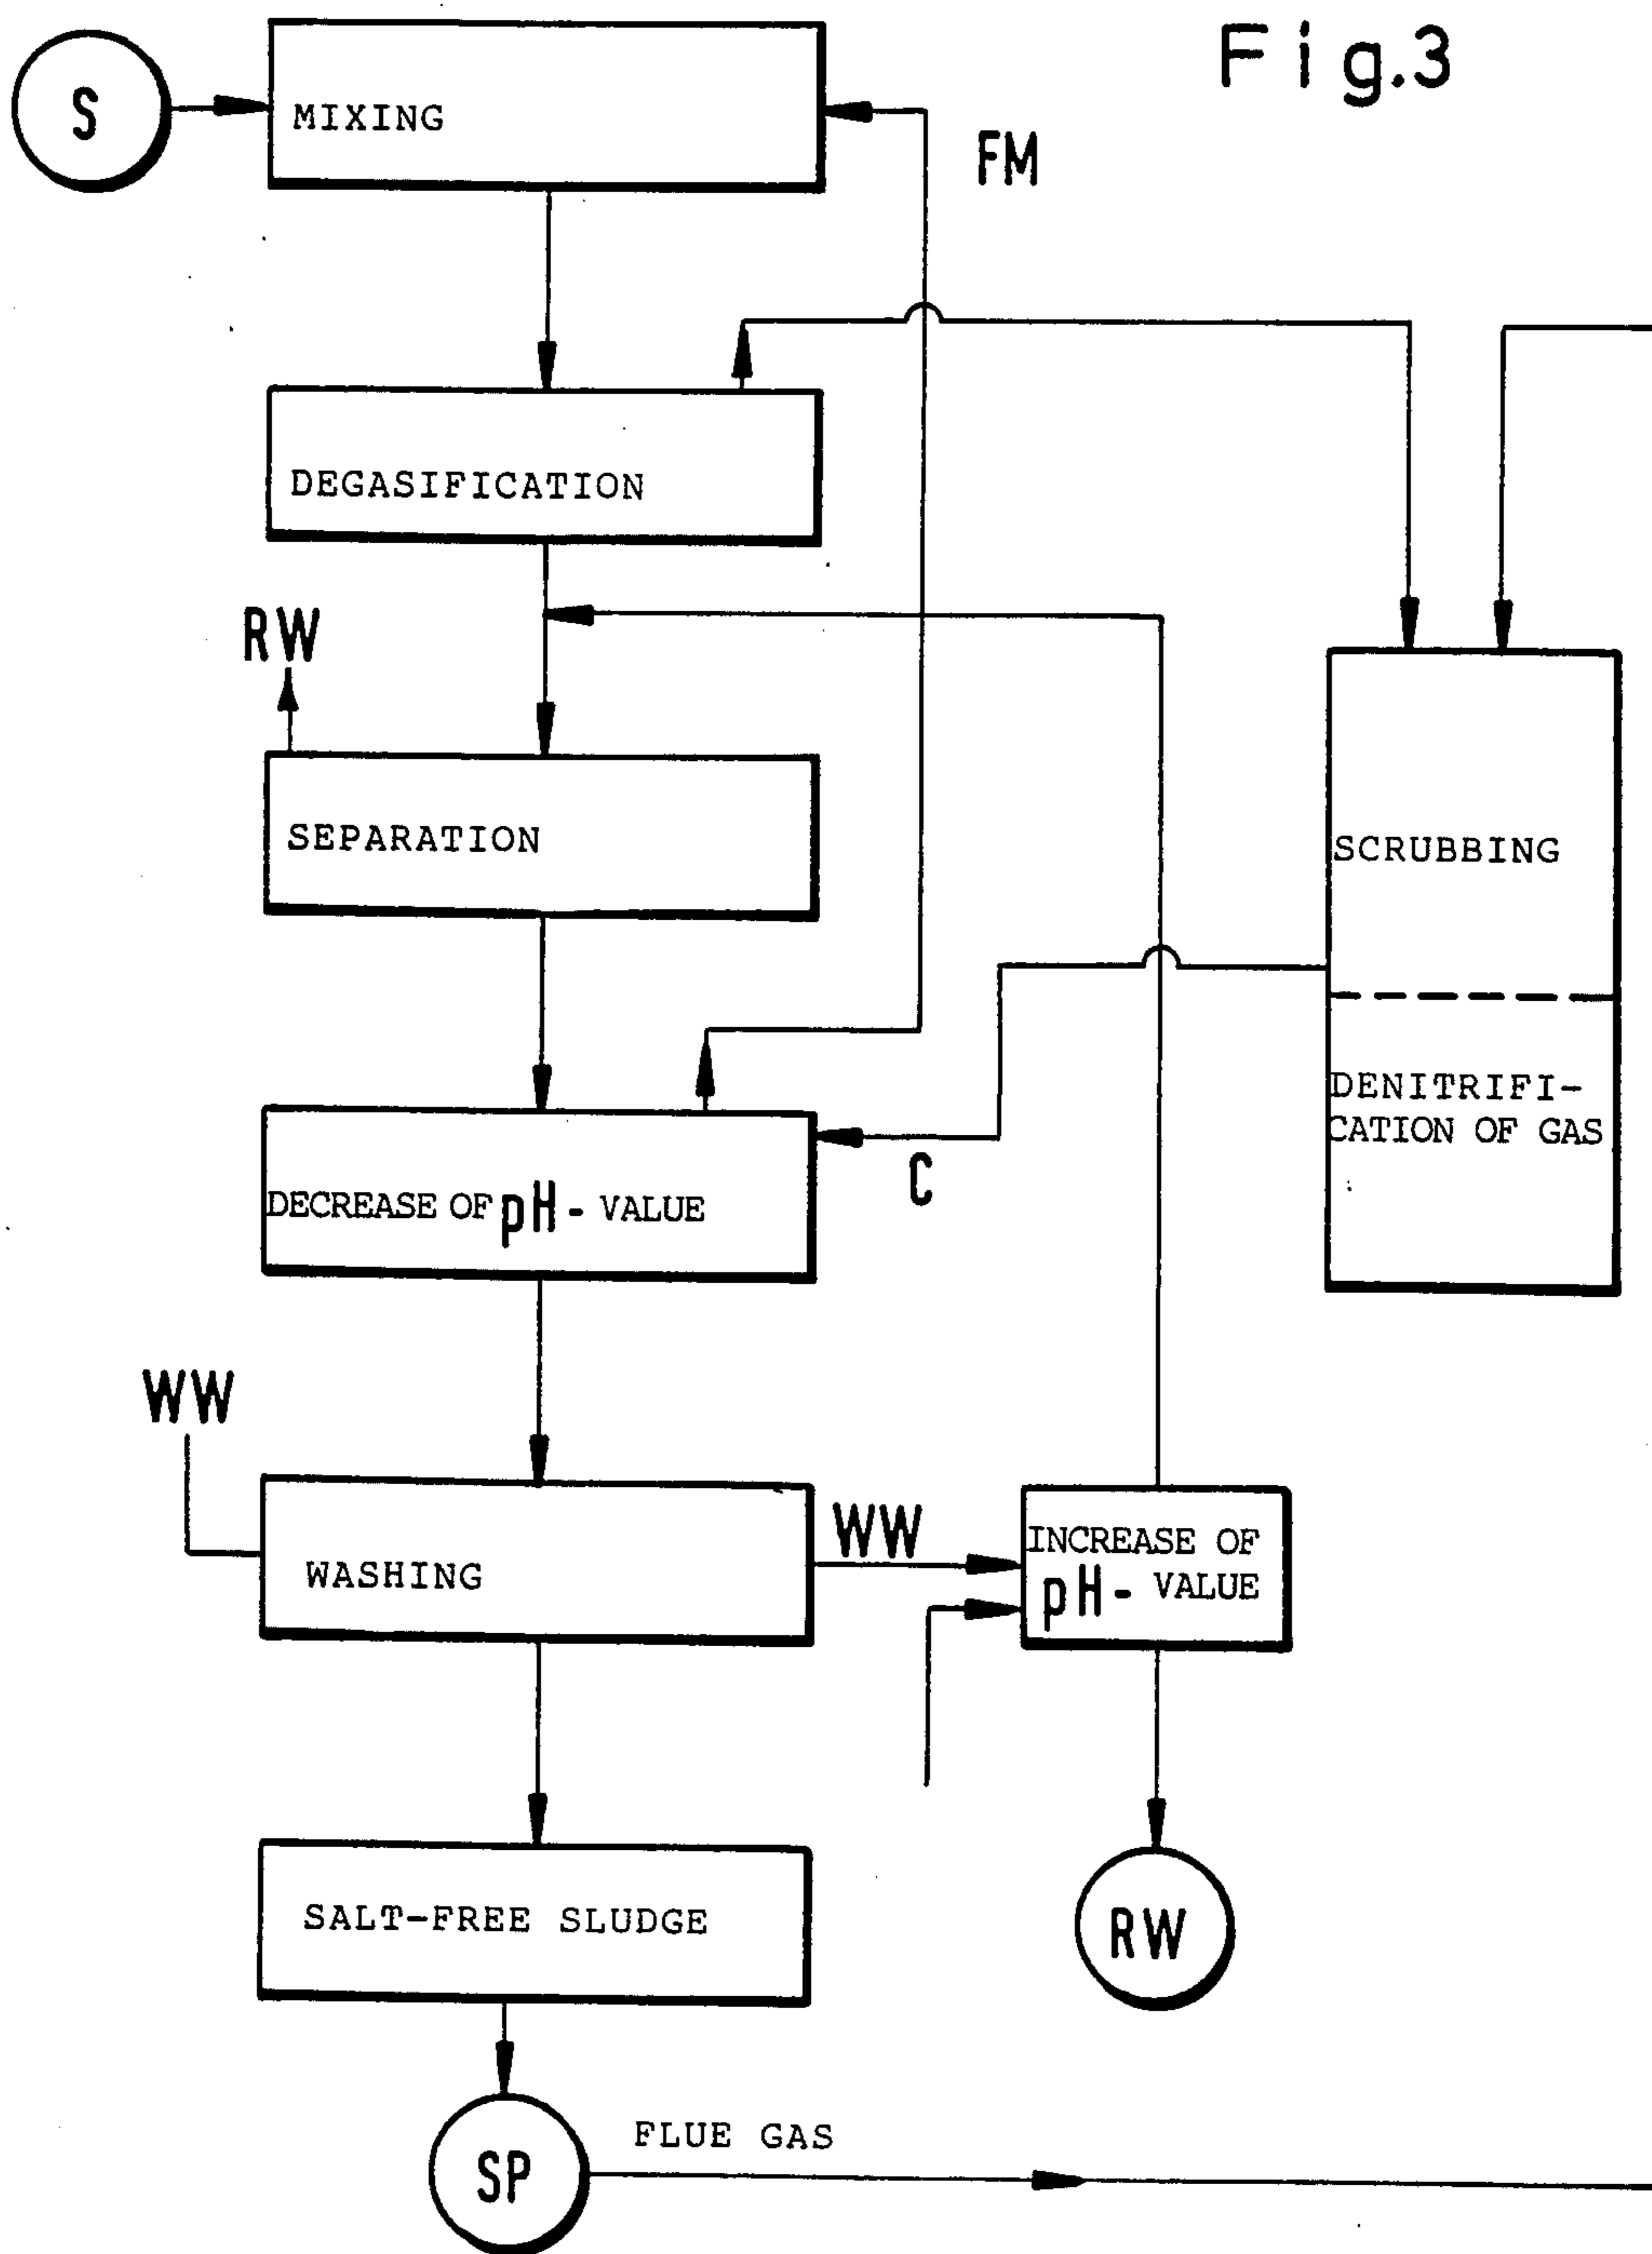 Fig.3
S
MIXING
FM
DEGASIFICATION
RW
SEPARATION
SCRUBBING
DENITRIFI-
CATION OF GAS
C
DECREASE OF pH- VALUE
WW
WASHING
WW
INCREASE OF
pH- VALUE
SALT-FREE SLUDGE
RW
SP
FLUE GAS